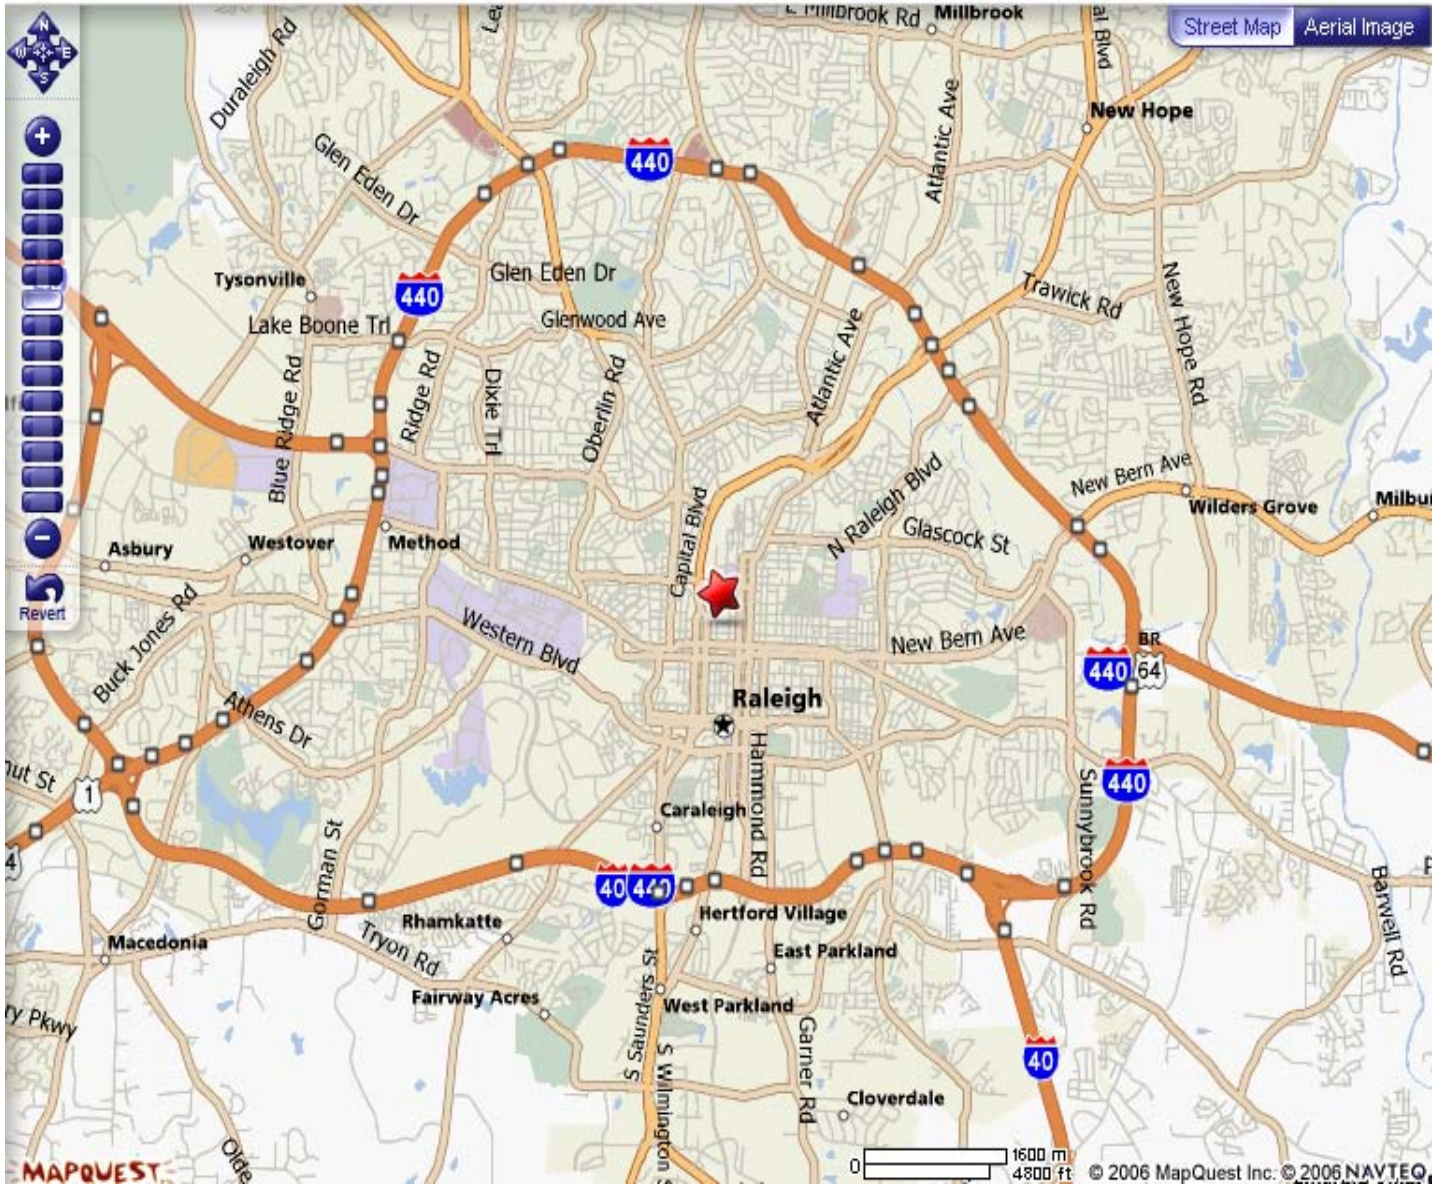 E Millbrook Rd
Millbrook
Street Map
Aerial Image
N
W
E
S
Duraleigh Rd
New Hope
Atlantic Ave
440
Glen Eden Dr
Tysonville
Glen Eden Dr
440
Trawick Rd
New Hope Rd
Lake Boone Trl
Glenwood Ave
Atlantic Ave
Blue Ridge Rd
Ridge Rd
Dixie Trl
Oberlin Rd
New Bern Ave
Wilders Grove
Capital Blvd
N Raleigh Blvd
Glascock St
Asbury
Westover
Method
Revert
Buck Jones Rd
Western Blvd
New Bern Ave
BR
440
64
Raleigh
Athens Dr
Hammond Rd
1
440
Sunnybrook Rd
Caraleigh
Gorman St
40
440
Barwell Rd
Hertford Village
Rhamkatte
Macedonia
Tryon Rd
East Parkland
Fairway Acres
West Parkland
S Saunders St
S Wilmington S
Garner Rd
40
Cloverdale
MAPQUEST
0
1600 m
4800 ft
© 2006 MapQuest Inc. © 2006 NAVTEQ